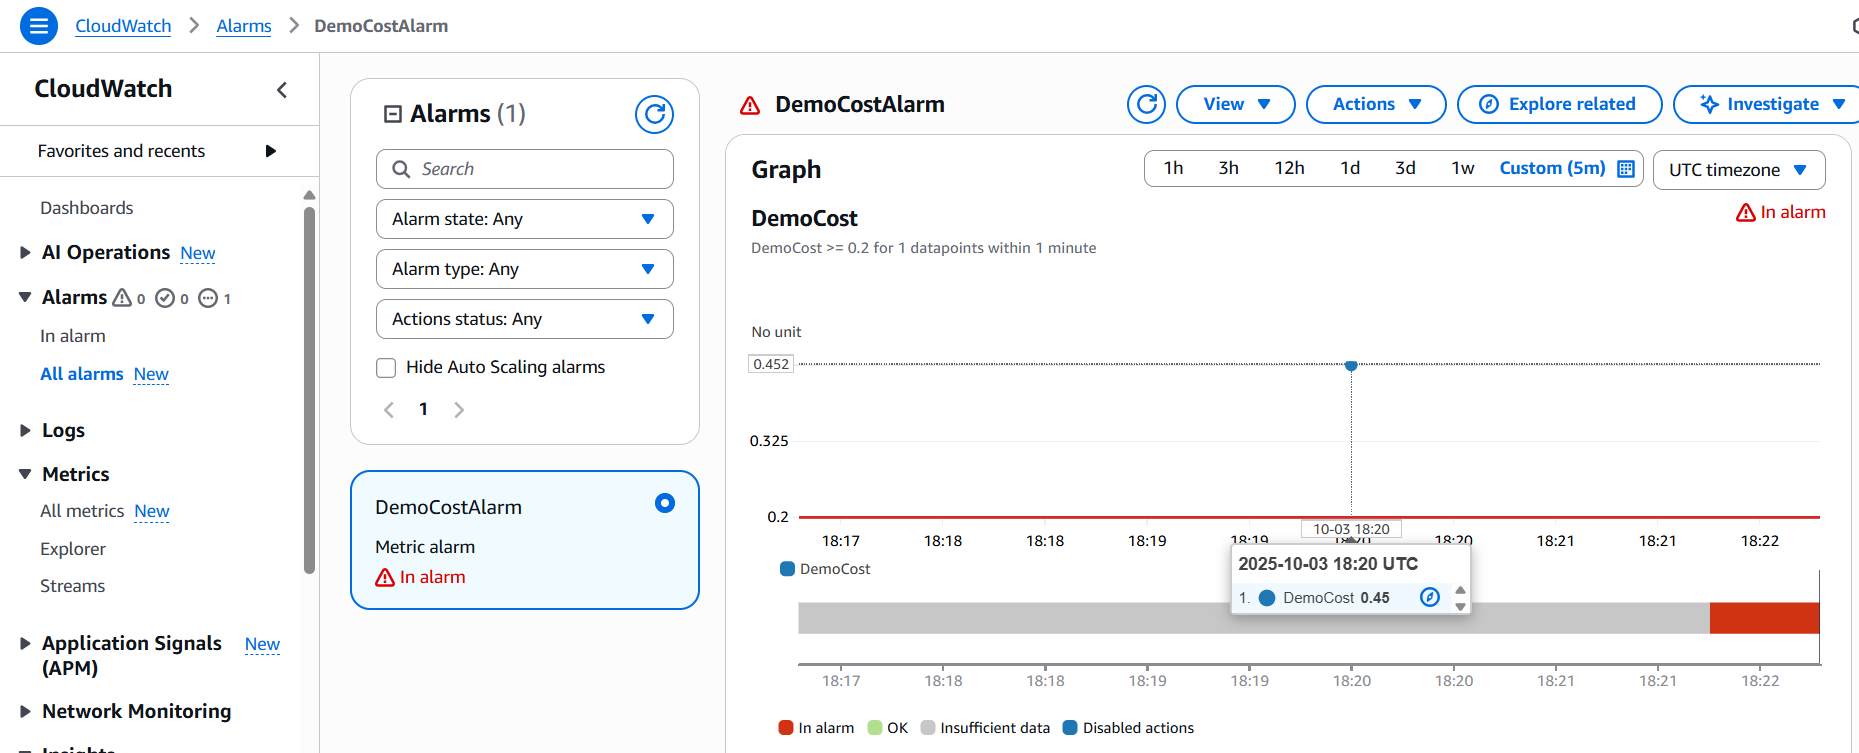 CloudWatch > Alarms > DemoCostAlarm
CloudWatch
Favorites and recents
Dashboards
AI Operations New
Alarms 0 0 1
In alarm
All alarms New
Logs
Metrics
All metrics New
Explorer
Streams
Application Signals New
(APM)
Network Monitoring
Alarms (1)
Search
Alarm state: Any
Alarm type: Any
Actions status: Any
Hide Auto Scaling alarms
1
DemoCostAlarm
Metric alarm
In alarm
DemoCostAlarm
View
Actions
Explore related
Investigate
Graph
1h 3h 12h 1d 3d 1w Custom (5m)
UTC timezone
DemoCost
In alarm
DemoCost >= 0.2 for 1 datapoints within 1 minute
No unit
0.452
0.325
0.2
10-03 18:20
18:17 18:18 18:18 18:19 18:19 18:20 18:20 18:21 18:21 18:22
DemoCost
2025-10-03 18:20 UTC
1. DemoCost 0.45
18:17 18:18 18:18 18:19 18:19 18:20 18:20 18:21 18:21 18:22
In alarm OK Insufficient data Disabled actions